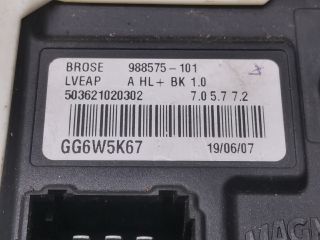 BROSE 988575-101
LVEAP A HL+ BK 1.0
503621020302 7.0 5.7 7.2
GG6W5K67 19/06/07
MAGN